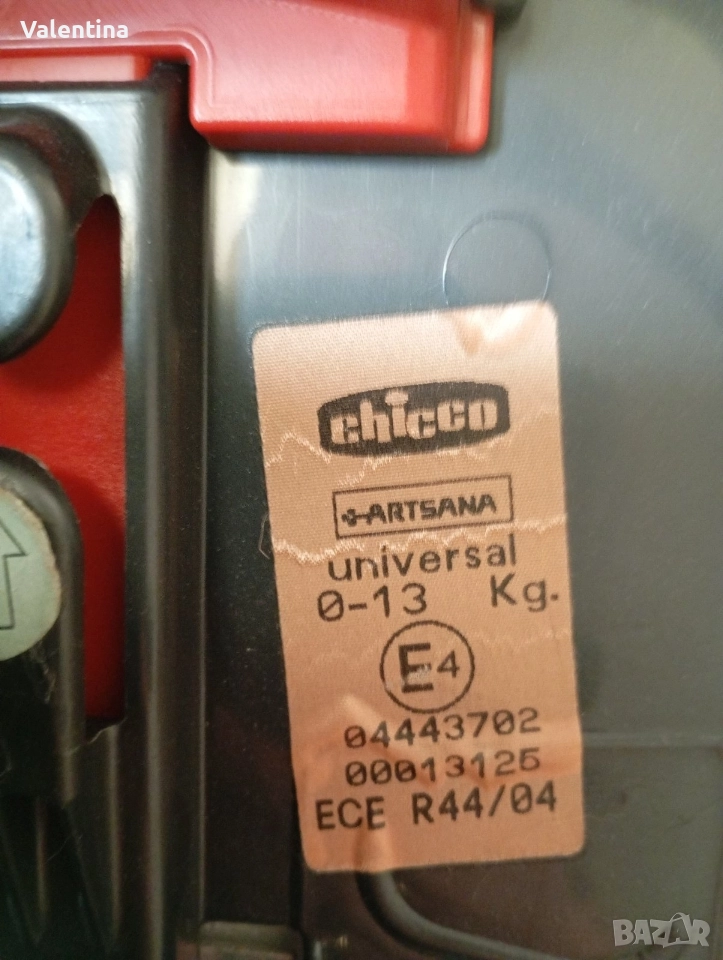 Valentina
chicco
ARTSANA
universal
0-13 Kg.
E4
04443702
00013125
ECE R44/04
BAZAR